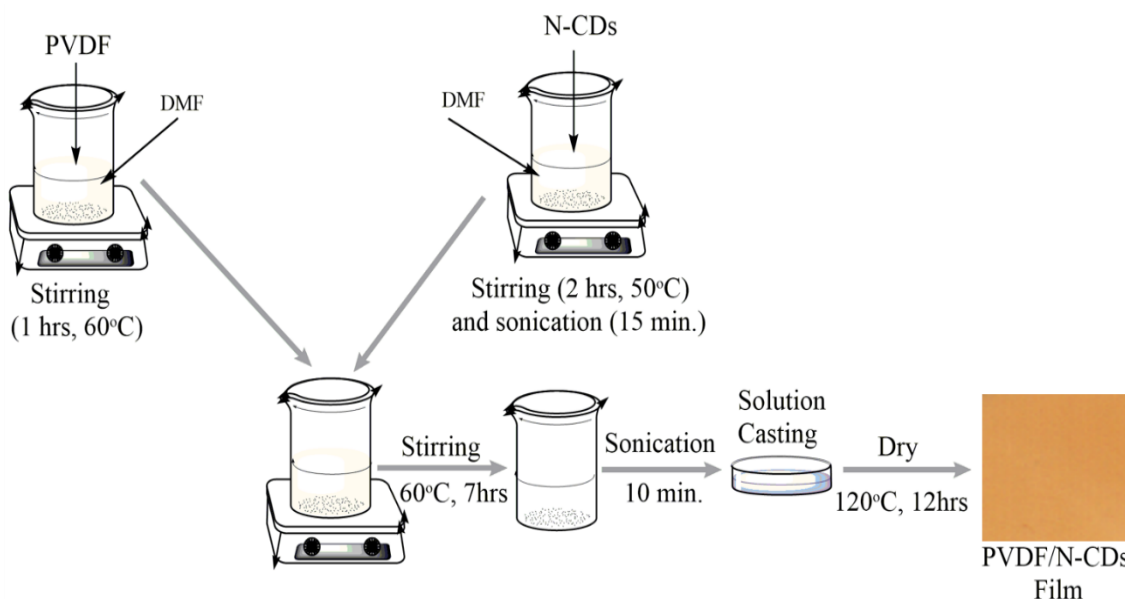 PVDF
DMF
Stirring
(1 hrs, 60°C)
N-CDs
DMF
Stirring (2 hrs, 50°C)
and sonication (15 min.)
Stirring
60°C, 7hrs
Sonication
10 min.
Solution
Casting
Dry
120°C, 12hrs
PVDF/N-CDs
Film